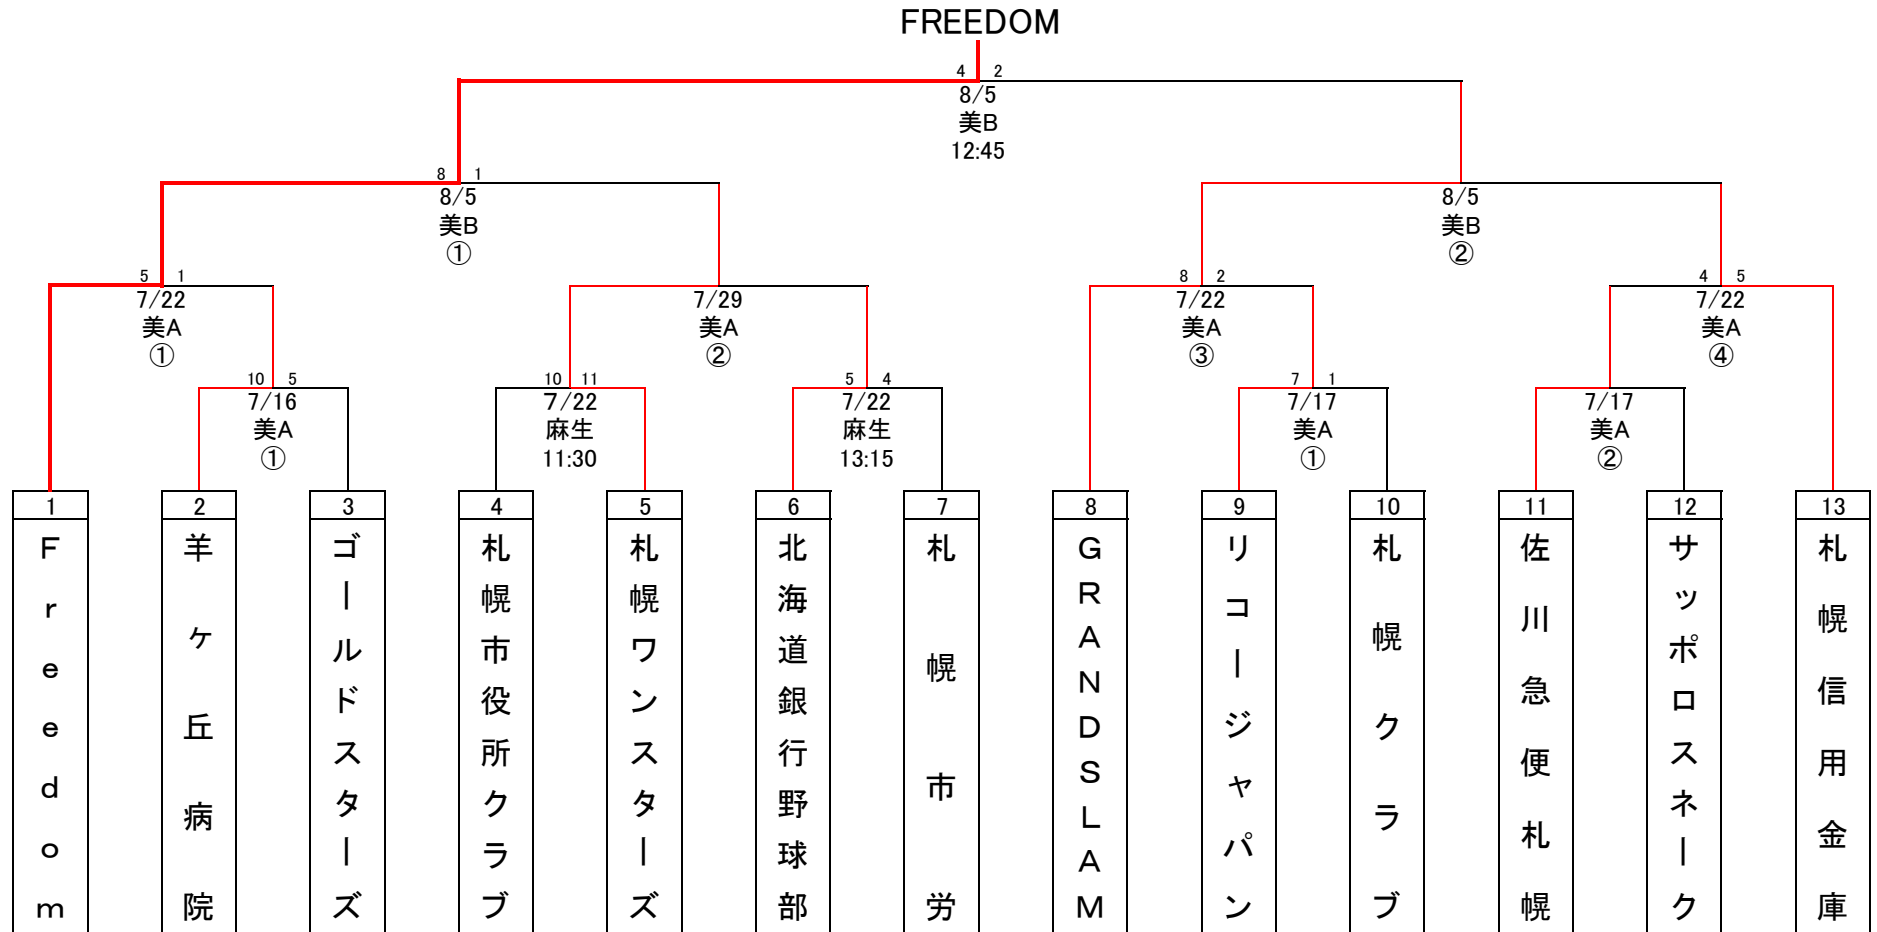 FREEDOM
4 2
8/5
美B
12:45
8 1
8/5
美B
①
8/5
美B
②
5 1
7/22
美A
①
7/29
美A
②
8 2
7/22
美A
③
4 5
7/22
美A
④
10 5
7/16
美A
①
10 11
7/22
麻生
11:30
5 4
7/22
麻生
13:15
7 1
7/17
美A
①
7/17
美A
②
1
Freedom
2
羊ヶ丘病院
3
ゴールドスターズ
4
札幌市役所クラブ
5
札幌ワンスターズ
6
北海道銀行野球部
7
札幌市労
8
GRANDSLAM
9
リコージャパン
10
札幌クラブ
11
佐川急便札幌
12
サッポロスネーク
13
札幌信用金庫